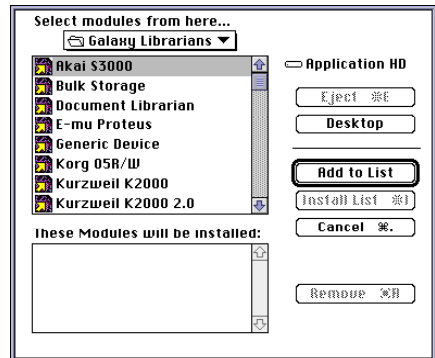 Select modules from here...
Galaxy Librarians
Akai S3000
Bulk Storage
Document Librarian
E-mu Proteus
Generic Device
Korg 05R/W
Kurzweil K2000
Kurzweil K2000 2.0
Application HD
Eject ⌘E
Desktop
Add to List
Install List ⌘I
Cancel ⌘.
These Modules will be installed:
Remove ⌘R